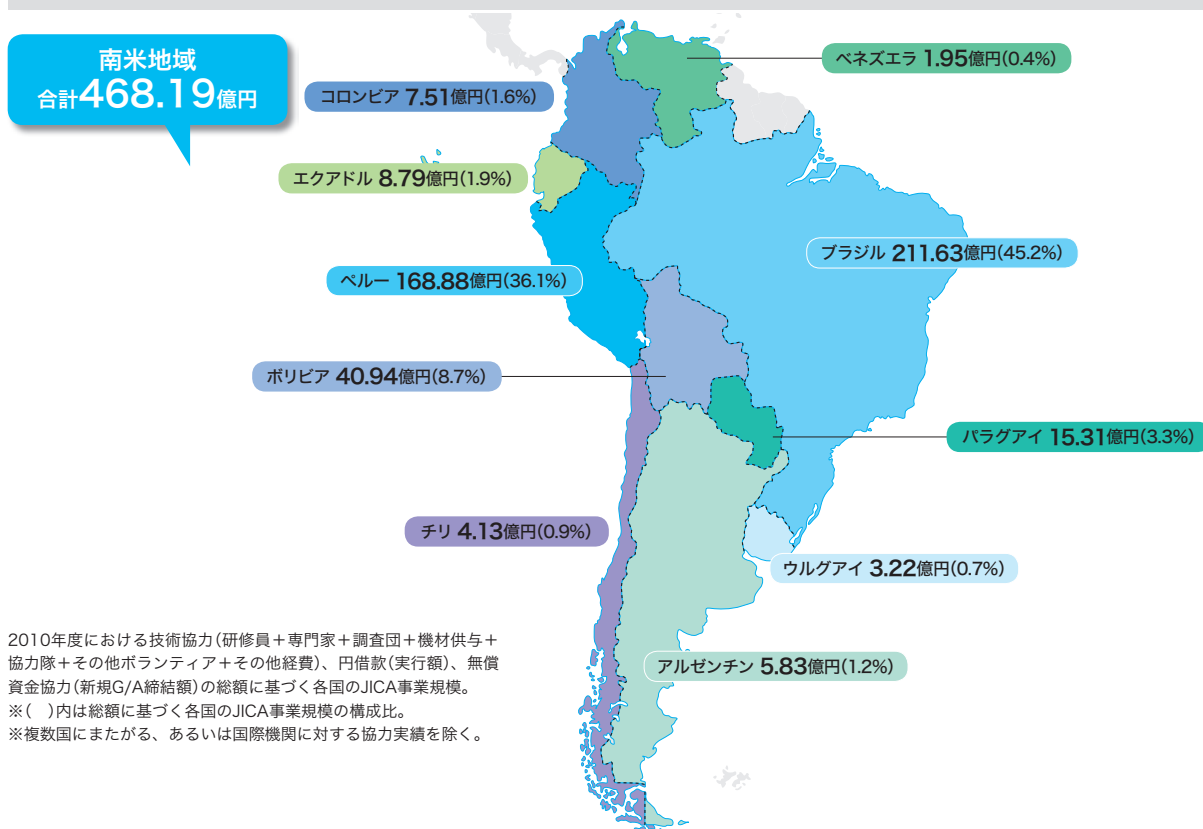 南米地域
合計468.19億円
ベネズエラ 1.95億円(0.4%)
コロンビア 7.51億円(1.6%)
エクアドル 8.79億円(1.9%)
ブラジル 211.63億円(45.2%)
ペルー 168.88億円(36.1%)
ボリビア 40.94億円(8.7%)
パラグアイ 15.31億円(3.3%)
チリ 4.13億円(0.9%)
ウルグアイ 3.22億円(0.7%)
アルゼンチン 5.83億円(1.2%)
2010年度における技術協力(研修員＋専門家＋調査団＋機材供与＋
協力隊＋その他ボランティア＋その他経費)、円借款(実行額)、無償
資金協力(新規G/A締結額)の総額に基づく各国のJICA事業規模。
※(　)内は総額に基づく各国のJICA事業規模の構成比。
※複数国にまたがる、あるいは国際機関に対する協力実績を除く。